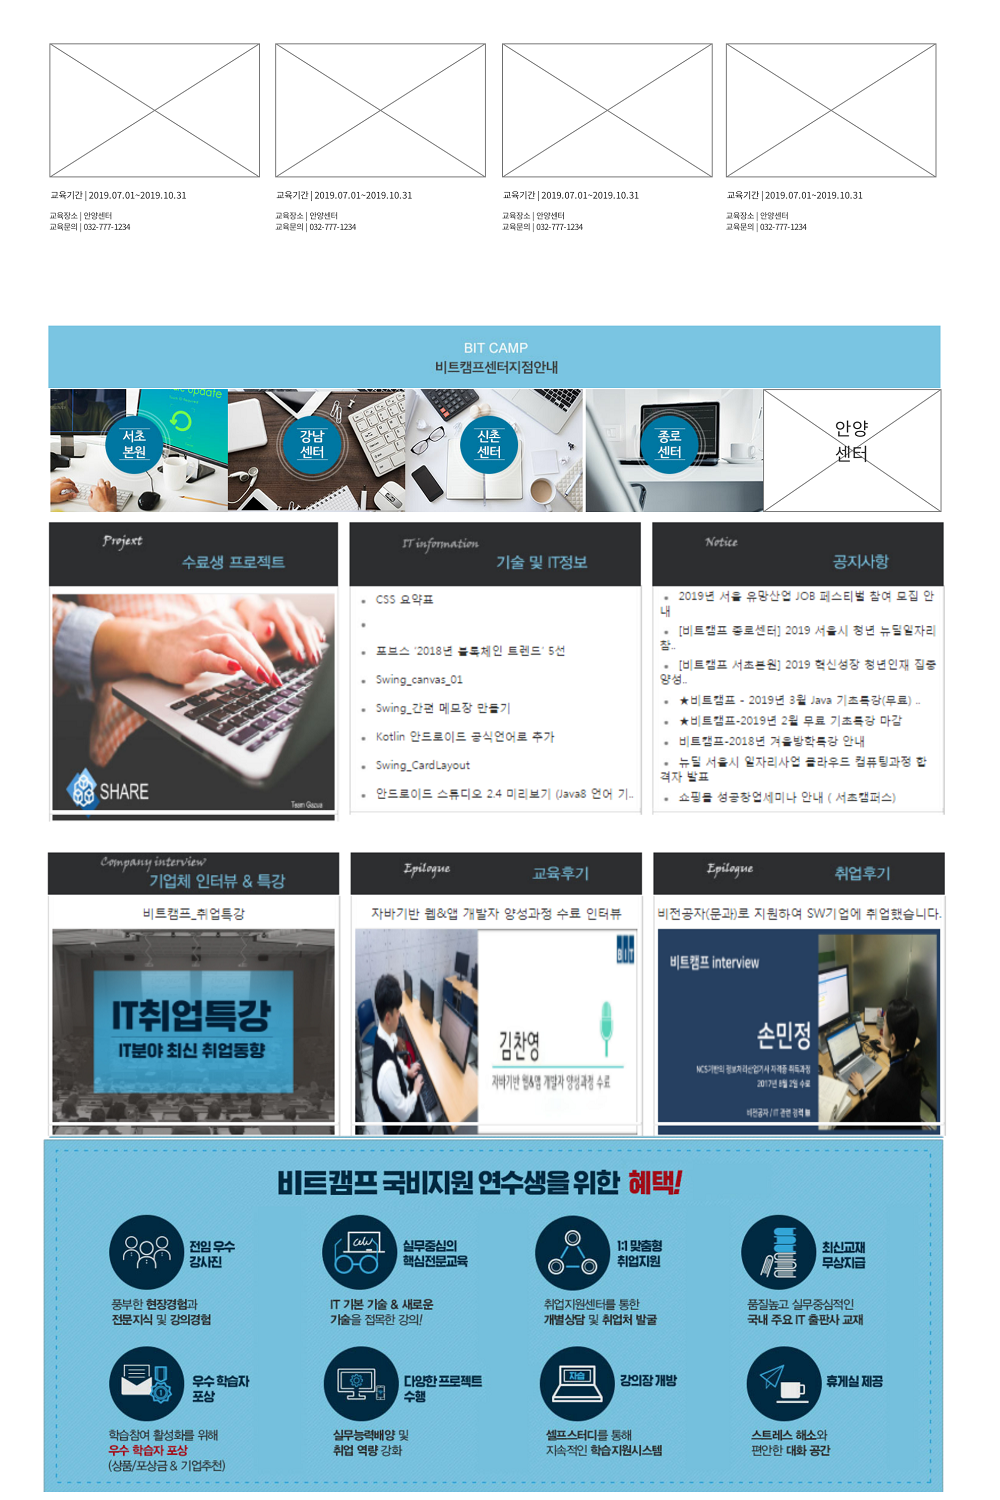 교육기간 | 2019.07.01~2019.10.31
교육장소 | 안양센터
교육문의 | 032-777-1234
교육기간 | 2019.07.01~2019.10.31
교육장소 | 안양센터
교육문의 | 032-777-1234
교육기간 | 2019.07.01~2019.10.31
교육장소 | 안양센터
교육문의 | 032-777-1234
교육기간 | 2019.07.01~2019.10.31
교육장소 | 안양센터
교육문의 | 032-777-1234
BIT CAMP
비트캠프센터지점안내
update
서초
본원
강남
센터
신촌
센터
종로
센터
안양
센터
Project
수료생 프로젝트
SHARE
Team Gazua
IT information
기술 및 IT정보
CSS 요약표
포브스 '2018년 블록체인 트렌드' 5선
Swing_canvas_01
Swing_간편 메모장 만들기
Kotlin 안드로이드 공식언어로 추가
Swing_CardLayout
안드로이드 스튜디오 2.4 미리보기 (Java8 언어 기..
Notice
공지사항
2019년 서울 유망산업 JOB 페스티벌 참여 모집 안
내
[비트캠프 종로센터] 2019 서울시 청년 뉴딜일자리
참..
[비트캠프 서초본원] 2019 혁신성장 청년인재 집중
양성..
★비트캠프 - 2019년 3월 Java 기초특강(무료) ..
★비트캠프-2019년 2월 무료 기초특강 마감
비트캠프-2018년 겨울방학특강 안내
뉴딜 서울시 일자리사업 클라우드 컴퓨팅과정 합
격자 발표
쇼핑몰 성공창업세미나 안내 ( 서초캠퍼스)
Company interview
기업체 인터뷰 & 특강
비트캠프_취업특강
IT취업특강
IT분야 최신 취업동향
Epilogue
교육후기
자바기반 웹&앱 개발자 양성과정 수료 인터뷰
BIT
김찬영
자바기반 웹&앱 개발자 양성과정 수료
Epilogue
취업후기
비전공자(문과)로 지원하여 SW기업에 취업했습니다.
비트캠프 interview
손민정
NCS기반의 정보처리산업기사 자격증 취득과정
2017년 8월 2일 수료
비전공자 / IT 관련 경력 無
비트캠프 국비지원 연수생을 위한 혜택!
전임 우수
강사진
풍부한 현장경험과
전문지식 및 강의경험
실무중심의
핵심전문교육
IT 기본 기술 & 새로운
기술을 접목한 강의!
1:1 맞춤형
취업지원
취업지원센터를 통한
개별상담 및 취업처 발굴
최신교재
무상지급
품질높고 실무중심적인
국내 주요 IT 출판사 교재
우수 학습자
포상
학습참여 활성화를 위해
우수 학습자 포상
(상품/포상금 & 기업추천)
다양한 프로젝트
수행
실무능력배양 및
취업 역량 강화
자습
강의장 개방
셀프스터디를 통해
지속적인 학습지원시스템
휴게실 제공
스트레스 해소와
편안한 대화 공간